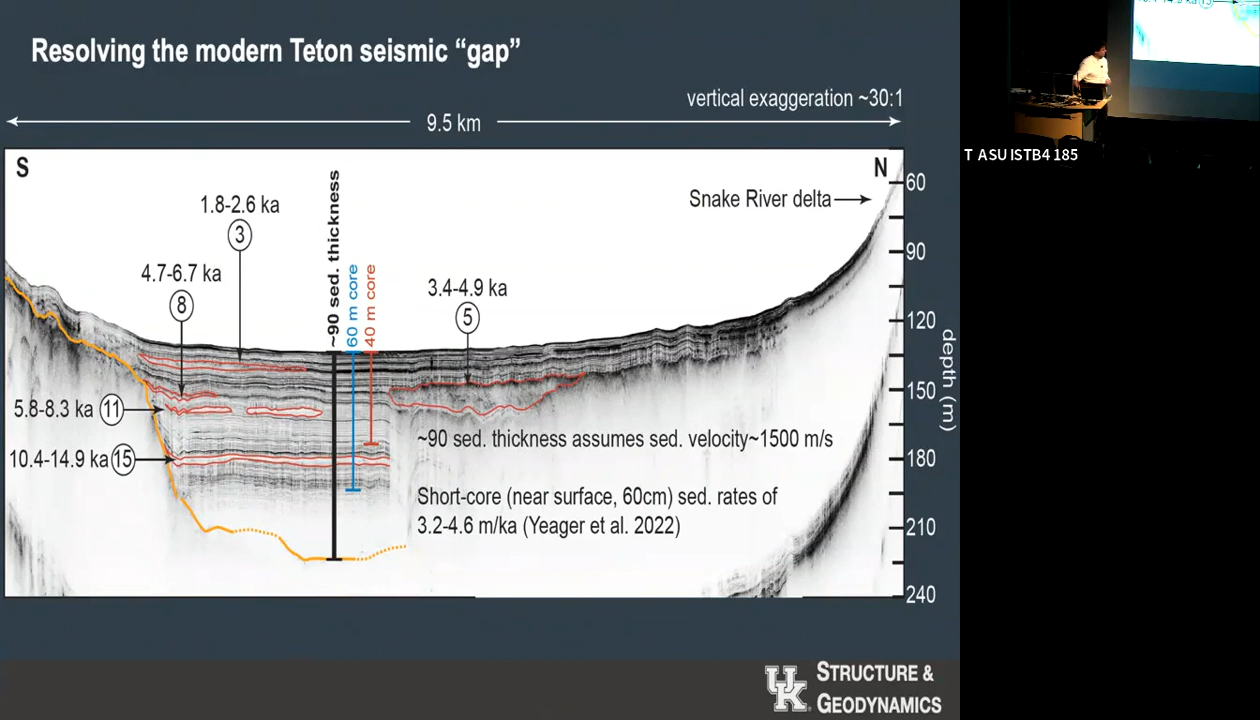 Resolving the modern Teton seismic “gap”
vertical exaggeration ~30:1
9.5 km
S
N
60
Snake River delta
1.8-2.6 ka
3
~90 sed. thickness
60 m core
40 m core
90
4.7-6.7 ka
8
3.4-4.9 ka
5
120
depth (m)
150
5.8-8.3 ka 11
~90 sed. thickness assumes sed. velocity~1500 m/s
10.4-14.9 ka 15
180
Short-core (near surface, 60cm) sed. rates of
3.2-4.6 m/ka (Yeager et al. 2022)
210
240
UK
STRUCTURE &
GEODYNAMICS
T ASU ISTB4 185